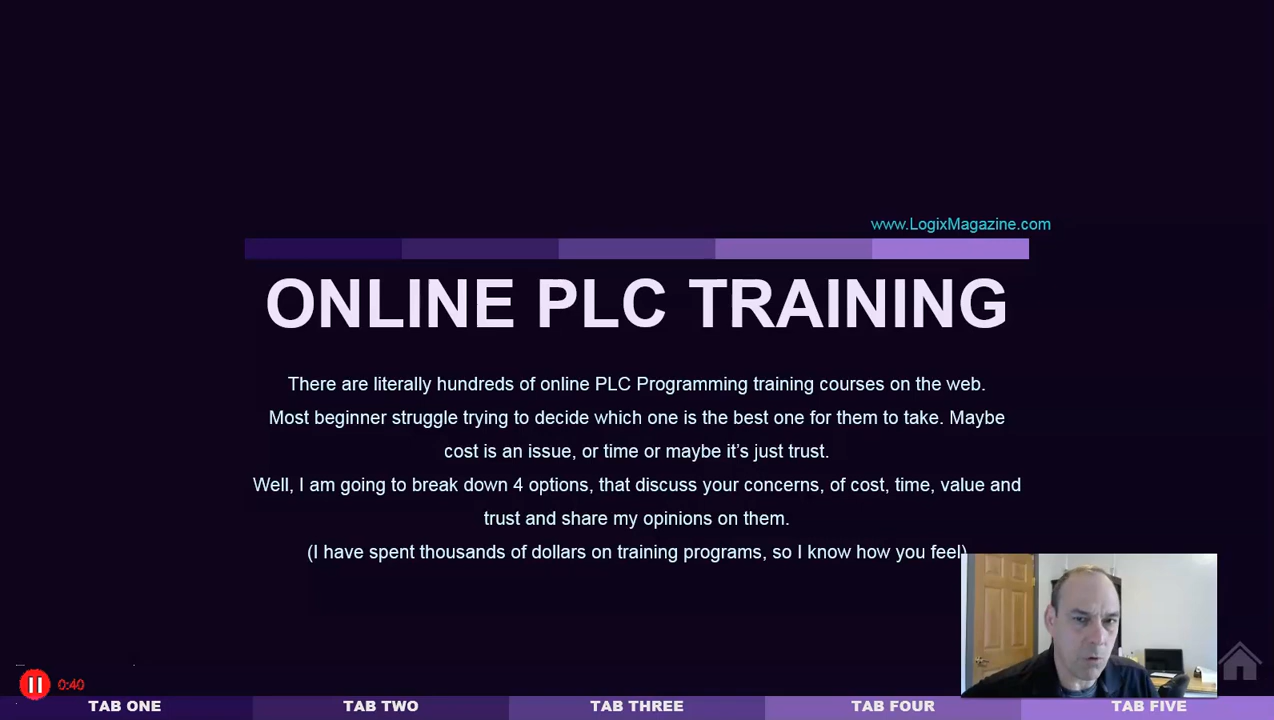 www.LogixMagazine.com
ONLINE PLC TRAINING
There are literally hundreds of online PLC Programming training courses on the web.
Most beginner struggle trying to decide which one is the best one for them to take. Maybe
cost is an issue, or time or maybe it's just trust.
Well, I am going to break down 4 options, that discuss your concerns, of cost, time, value and
trust and share my opinions on them.
(I have spent thousands of dollars on training programs, so I know how you feel)
0:40
TAB ONE
TAB TWO
TAB THREE
TAB FOUR
TAB FIVE